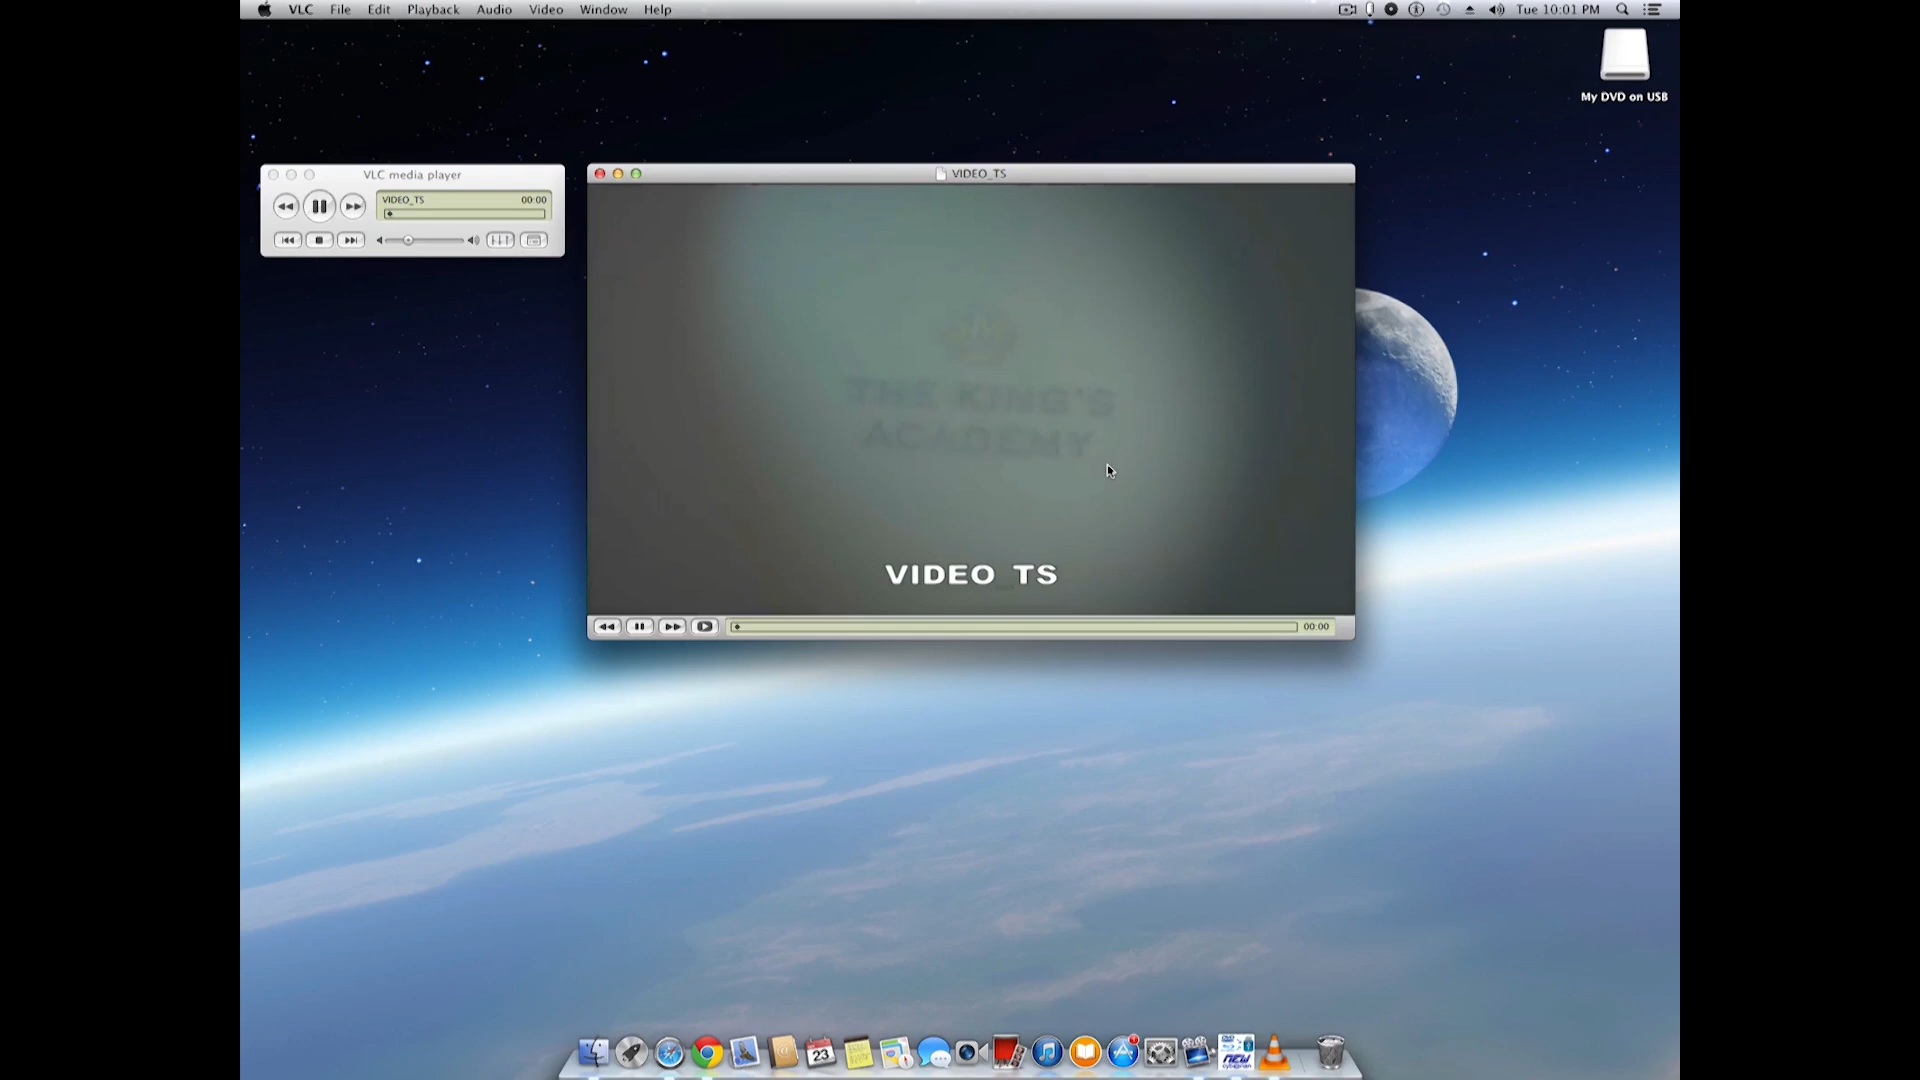 VLC File Edit Playback Audio Video Window Help Tue 10:01 PM
My DVD on USB
VLC media player
VIDEO_TS 00:00
VIDEO_TS
THE KING'S
ACADEMY
VIDEO_TS
00:00
23
NEW